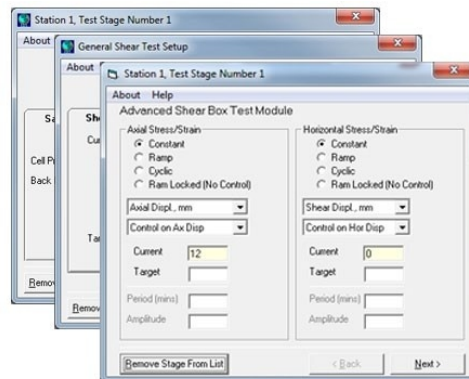 Station 1, Test Stage Number 1
About
General Shear Test Setup
About
Station 1, Test Stage Number 1
About Help
Advanced Shear Box Test Module
Axial Stress/Strain
Constant
Ramp
Cyclic
Ram Locked (No Control)
Axial Displ., mm
Control on Ax Disp
Current 12
Target
Period (mins)
Amplitude
Horizontal Stress/Strain
Constant
Ramp
Cyclic
Ram Locked (No Control)
Shear Displ., mm
Control on Hor Disp
Current 0
Target
Period (mins)
Amplitude
Remove Stage From List
< Back
Next >
Sa
Cell Pr
Back
Remov
Sh
Cu
Ta
Remov